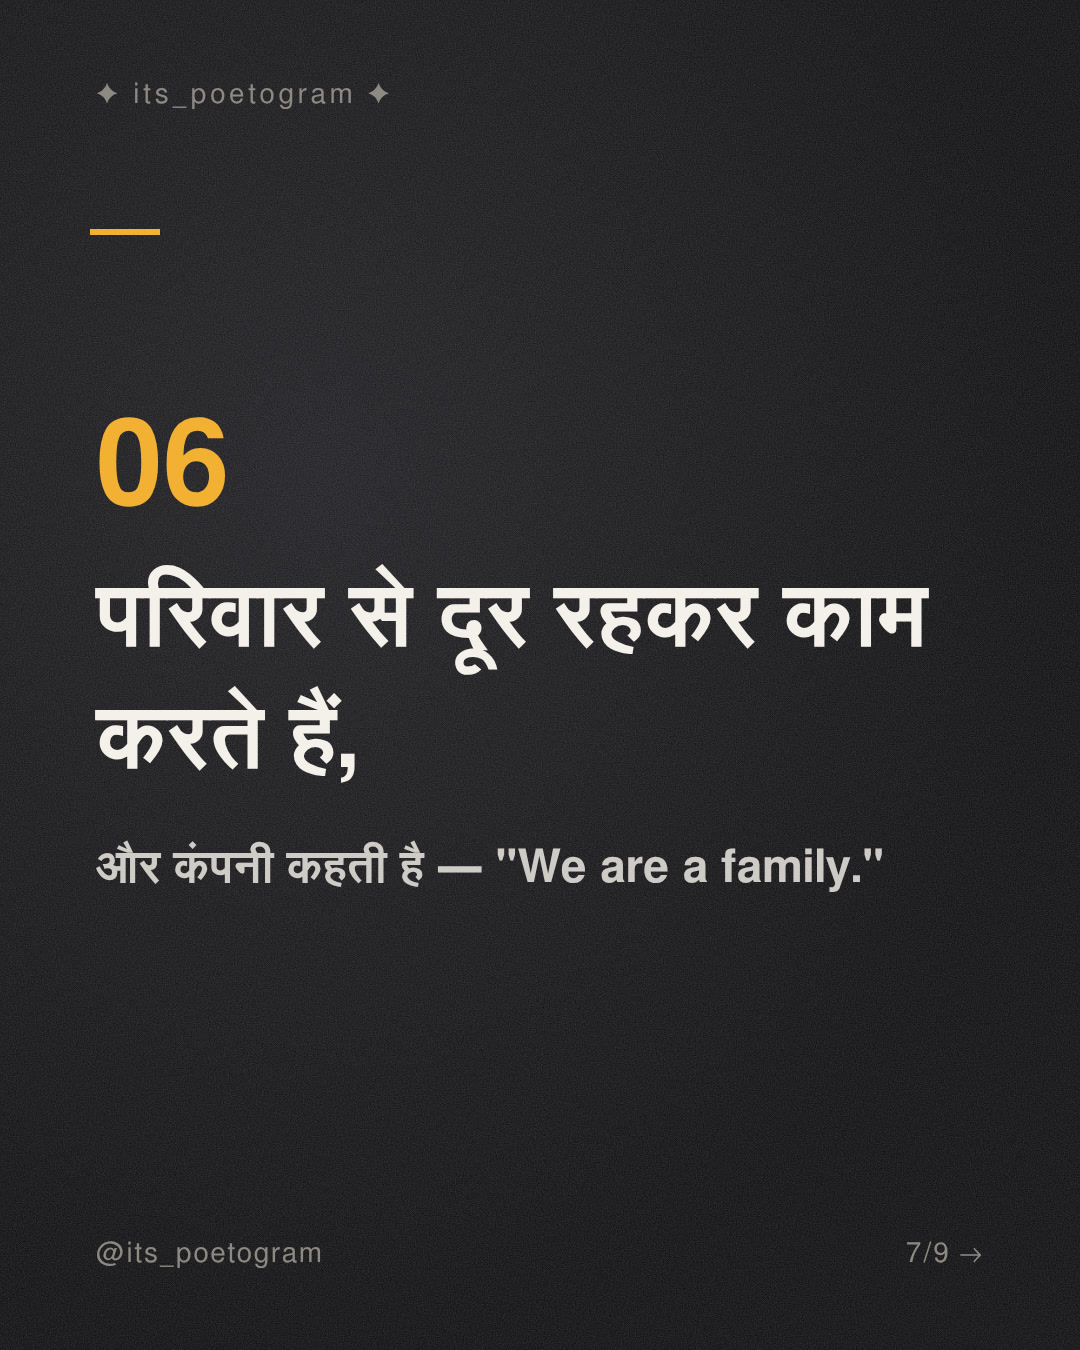 ✦ its_poetogram ✦
06
परिवार से दूर रहकर काम
करते हैं,
और कंपनी कहती है — "We are a family."
@its_poetogram
7/9 →